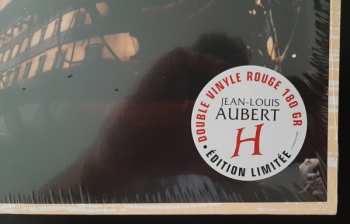 DOUBLE VINYLE ROUGE 180 GR
JEAN-LOUIS
AUBERT
H
• ÉDITION LIMITÉE •